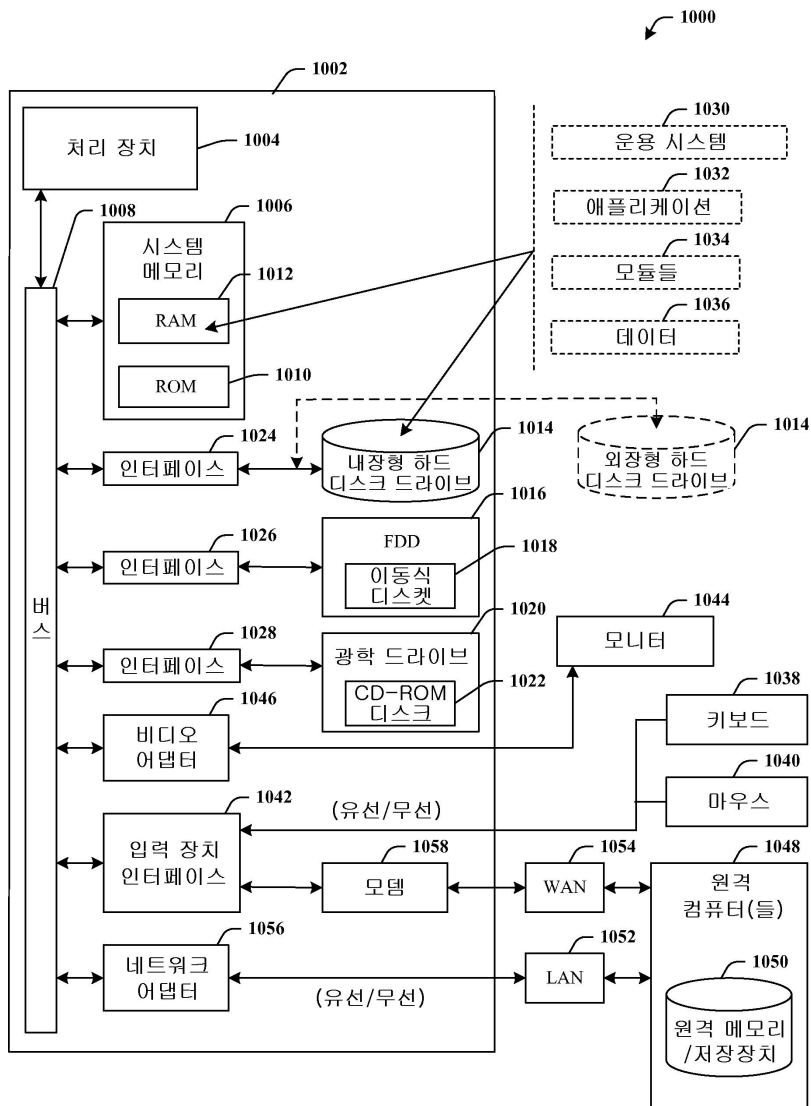 1000
1002
처리 장치
1004
1030
운용 시스템
1032
애플리케이션
1034
모듈들
1036
데이터
1008
1006
시스템
메모리
1012
RAM
1010
ROM
1024
인터페이스
1014
내장형 하드
디스크 드라이브
1014
외장형 하드
디스크 드라이브
1016
FDD
1018
이동식
디스켓
1026
인터페이스
버스
1020
광학 드라이브
1022
CD-ROM
디스크
1028
인터페이스
1044
모니터
1046
비디오
어댑터
1038
키보드
1040
마우스
1042
입력 장치
인터페이스
(유선/무선)
1058
모뎀
1054
WAN
1048
원격
컴퓨터(들)
1056
네트워크
어댑터
(유선/무선)
1052
LAN
1050
원격 메모리
/저장장치